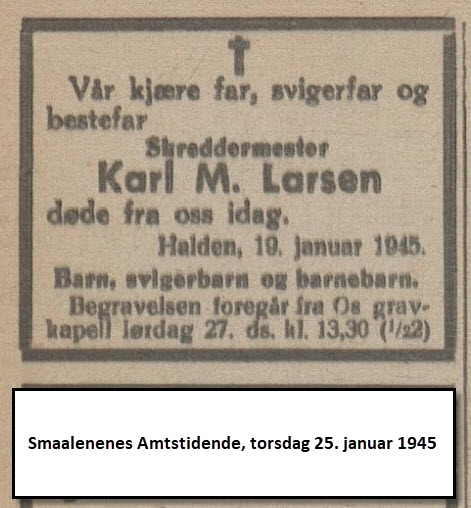 Vår kjære far, svigerfar og
bestefar
Skreddermester
Karl M. Larsen
døde fra oss idag.
Halden, 19. januar 1945.
Barn, svigerbarn og barnebarn.
Begravelsen foregår fra Os grav-
kapell lørdag 27. ds. kl. 13,30 (½2)
Smaalenenes Amtstidende, torsdag 25. januar 1945